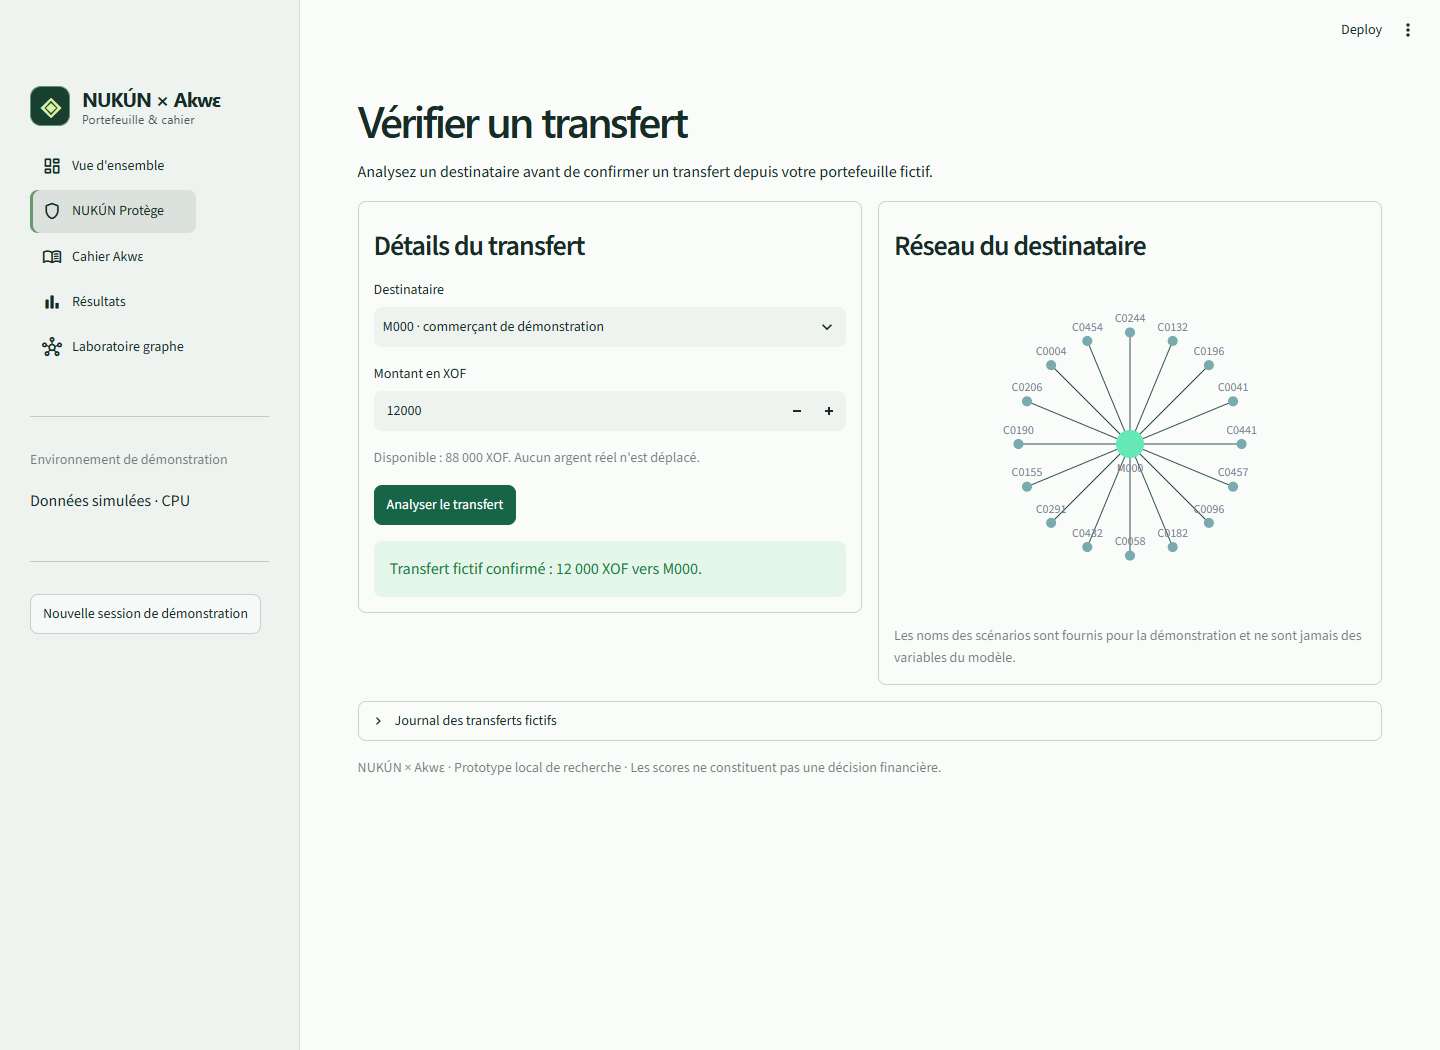 Deploy
NUKÚN × Akwɛ
Portefeuille & cahier
Vue d'ensemble
NUKÚN Protège
Cahier Akwɛ
Résultats
Laboratoire graphe
Environnement de démonstration
Données simulées · CPU
Nouvelle session de démonstration
Vérifier un transfert
Analysez un destinataire avant de confirmer un transfert depuis votre portefeuille fictif.
Détails du transfert
Destinataire
M000 · commerçant de démonstration
Montant en XOF
12000
Disponible : 88 000 XOF. Aucun argent réel n'est déplacé.
Analyser le transfert
Transfert fictif confirmé : 12 000 XOF vers M000.
Réseau du destinataire
C0244
C0454
C0132
C0004
C0196
C0206
C0041
C0190
C0441
M000
C0155
C0457
C0291
C0096
C0432
C0182
C0058
Les noms des scénarios sont fournis pour la démonstration et ne sont jamais des
variables du modèle.
Journal des transferts fictifs
NUKÚN × Akwɛ · Prototype local de recherche · Les scores ne constituent pas une décision financière.